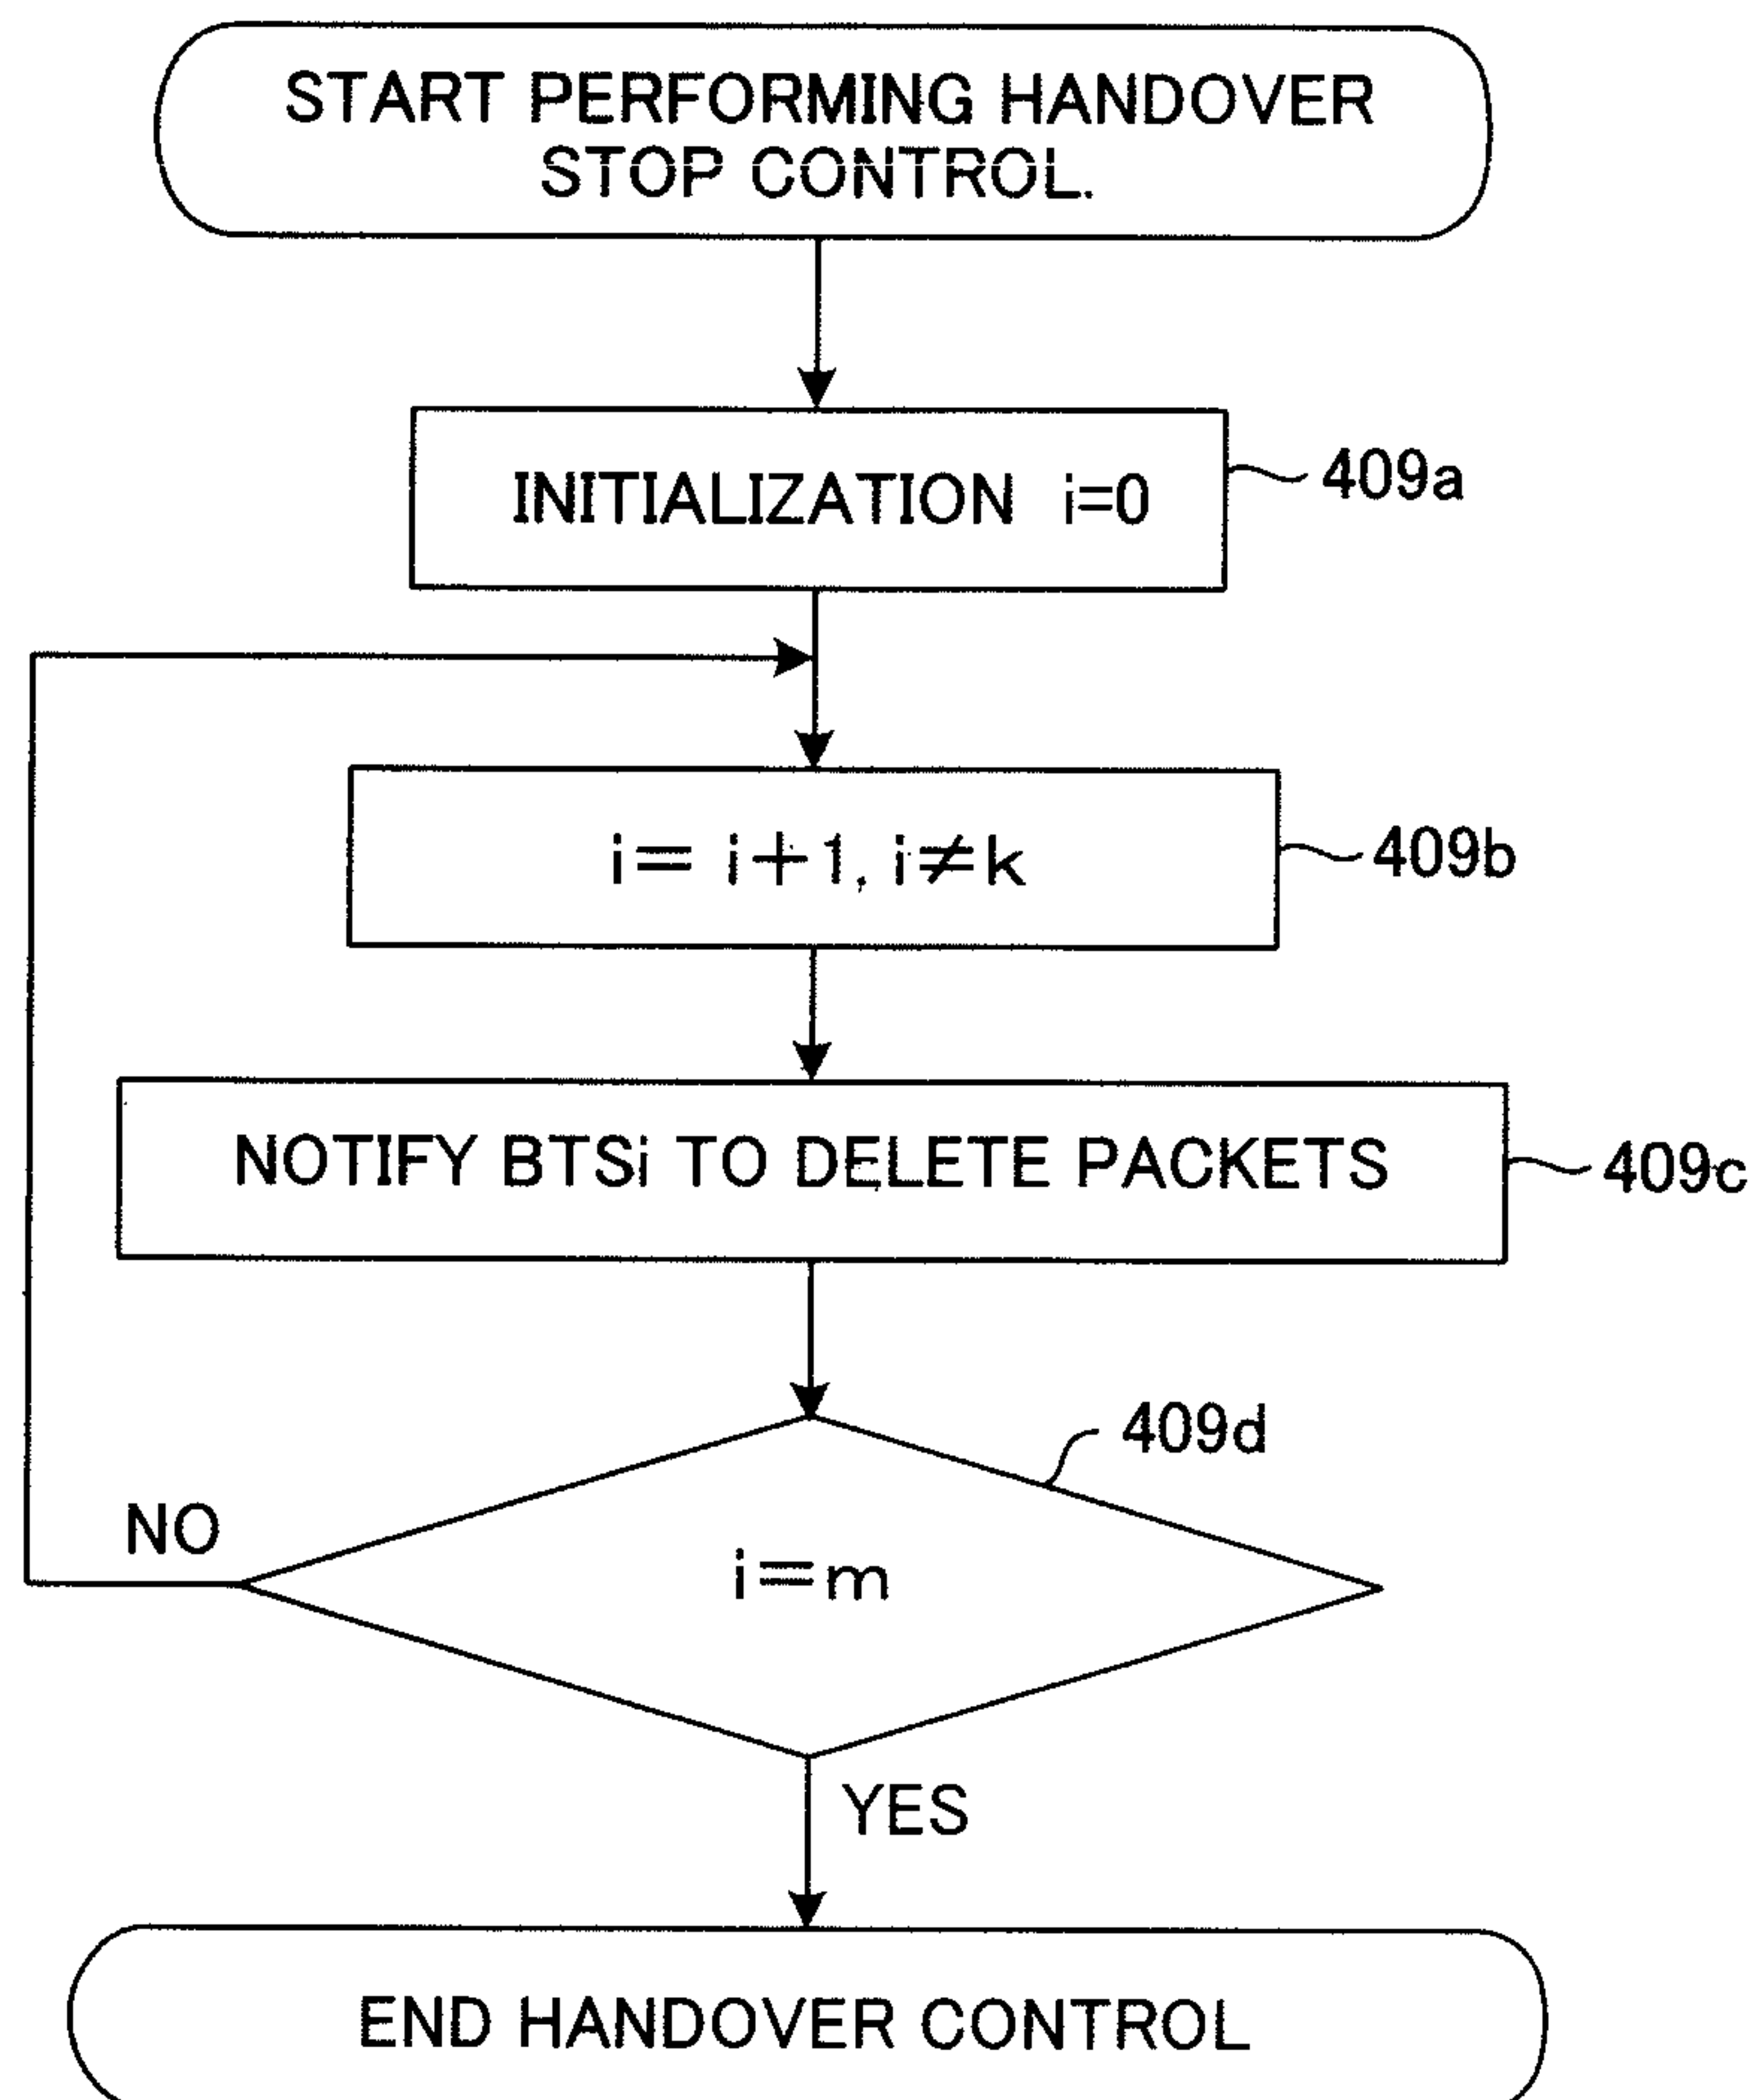 START PERFORMING HANDOVER
STOP CONTROL.
INITIALIZATION i=0
409a
i= i+1, i≠k
409b
NOTIFY BTSi TO DELETE PACKETS
409c
409d
NO
i=m
YES
END HANDOVER CONTROL